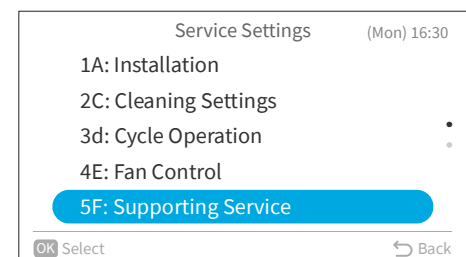 Service Settings (Mon) 16:30
1A: Installation
2C: Cleaning Settings
3d: Cycle Operation
4E: Fan Control
5F: Supporting Service
OK Select Back